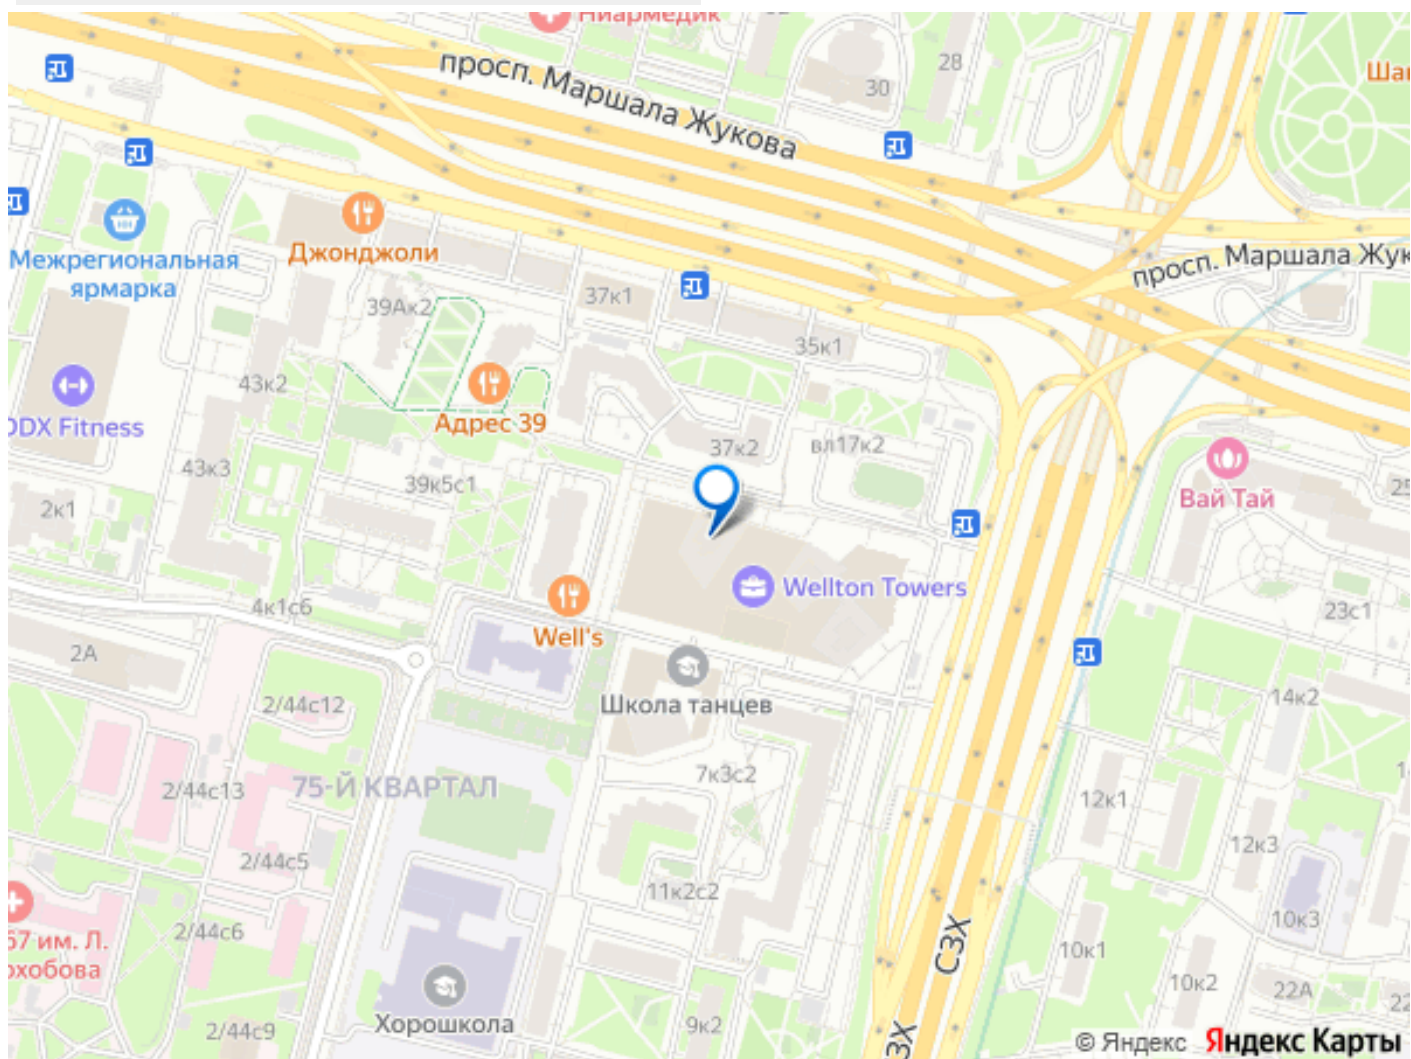 Ниармедик
просп. Маршала Жукова
28
30
Межрегиональная
ярмарка
Джонджоли
37к1
39Ак2
35к1
43к2
DDX Fitness
Адрес 39
37к2
вл17к2
43к3
39к5с1
2к1
Вай Тай
Wellton Towers
4к1с6
Well's
23с1
2А
Школа танцев
2/44с12
14к2
7к3с2
75-Й КВАРТАЛ
2/44с13
12к1
12к3
2/44с5
11к2с2
10к3
2/44с6
67 им. Л.
СЗХ
10к1
10к2
22А
Хорошкола
2/44с9
9к2
© Яндекс Яндекс Карты